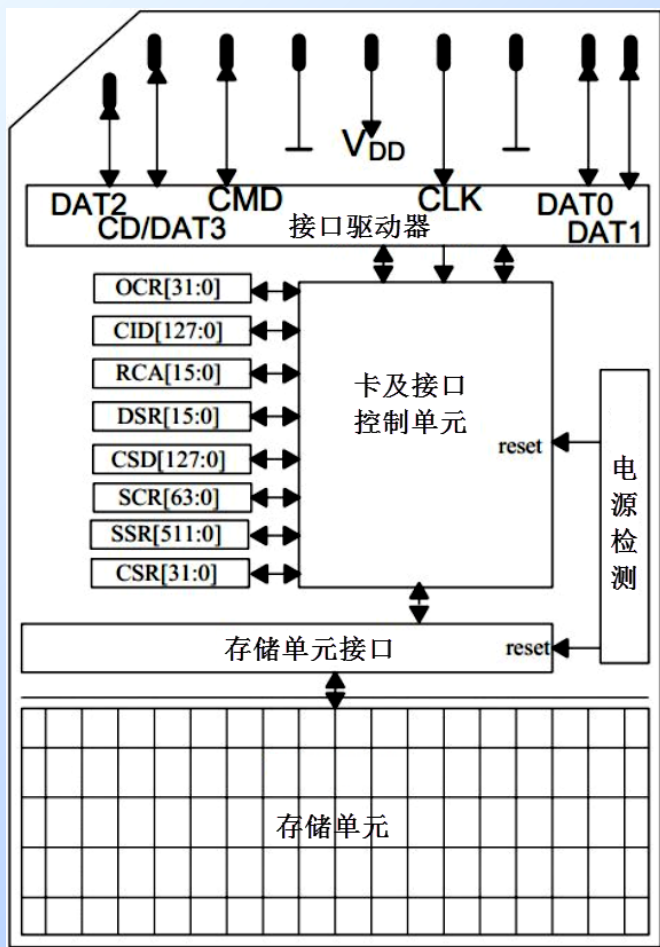 VDD
DAT2
CD/DAT3
CMD
接口驱动器
CLK
DAT0
DAT1
OCR[31:0]
CID[127:0]
RCA[15:0]
DSR[15:0]
CSD[127:0]
SCR[63:0]
SSR[511:0]
CSR[31:0]
卡及接口
控制单元
reset
电
源
检
测
存储单元接口
reset
存储单元